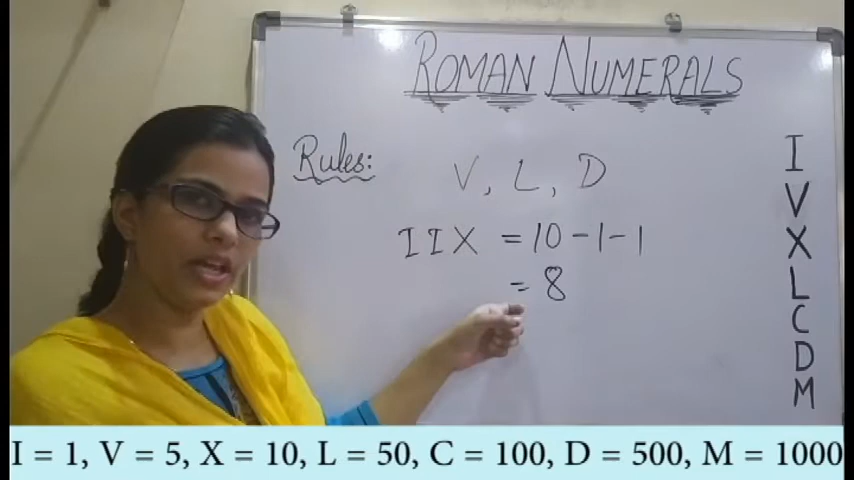 ROMAN NUMERALS
Rules:
V, L, D
IIX = 10 - 1 - 1
= 8
I
V
X
L
C
D
M
I = 1, V = 5, X = 10, L = 50, C = 100, D = 500, M = 1000